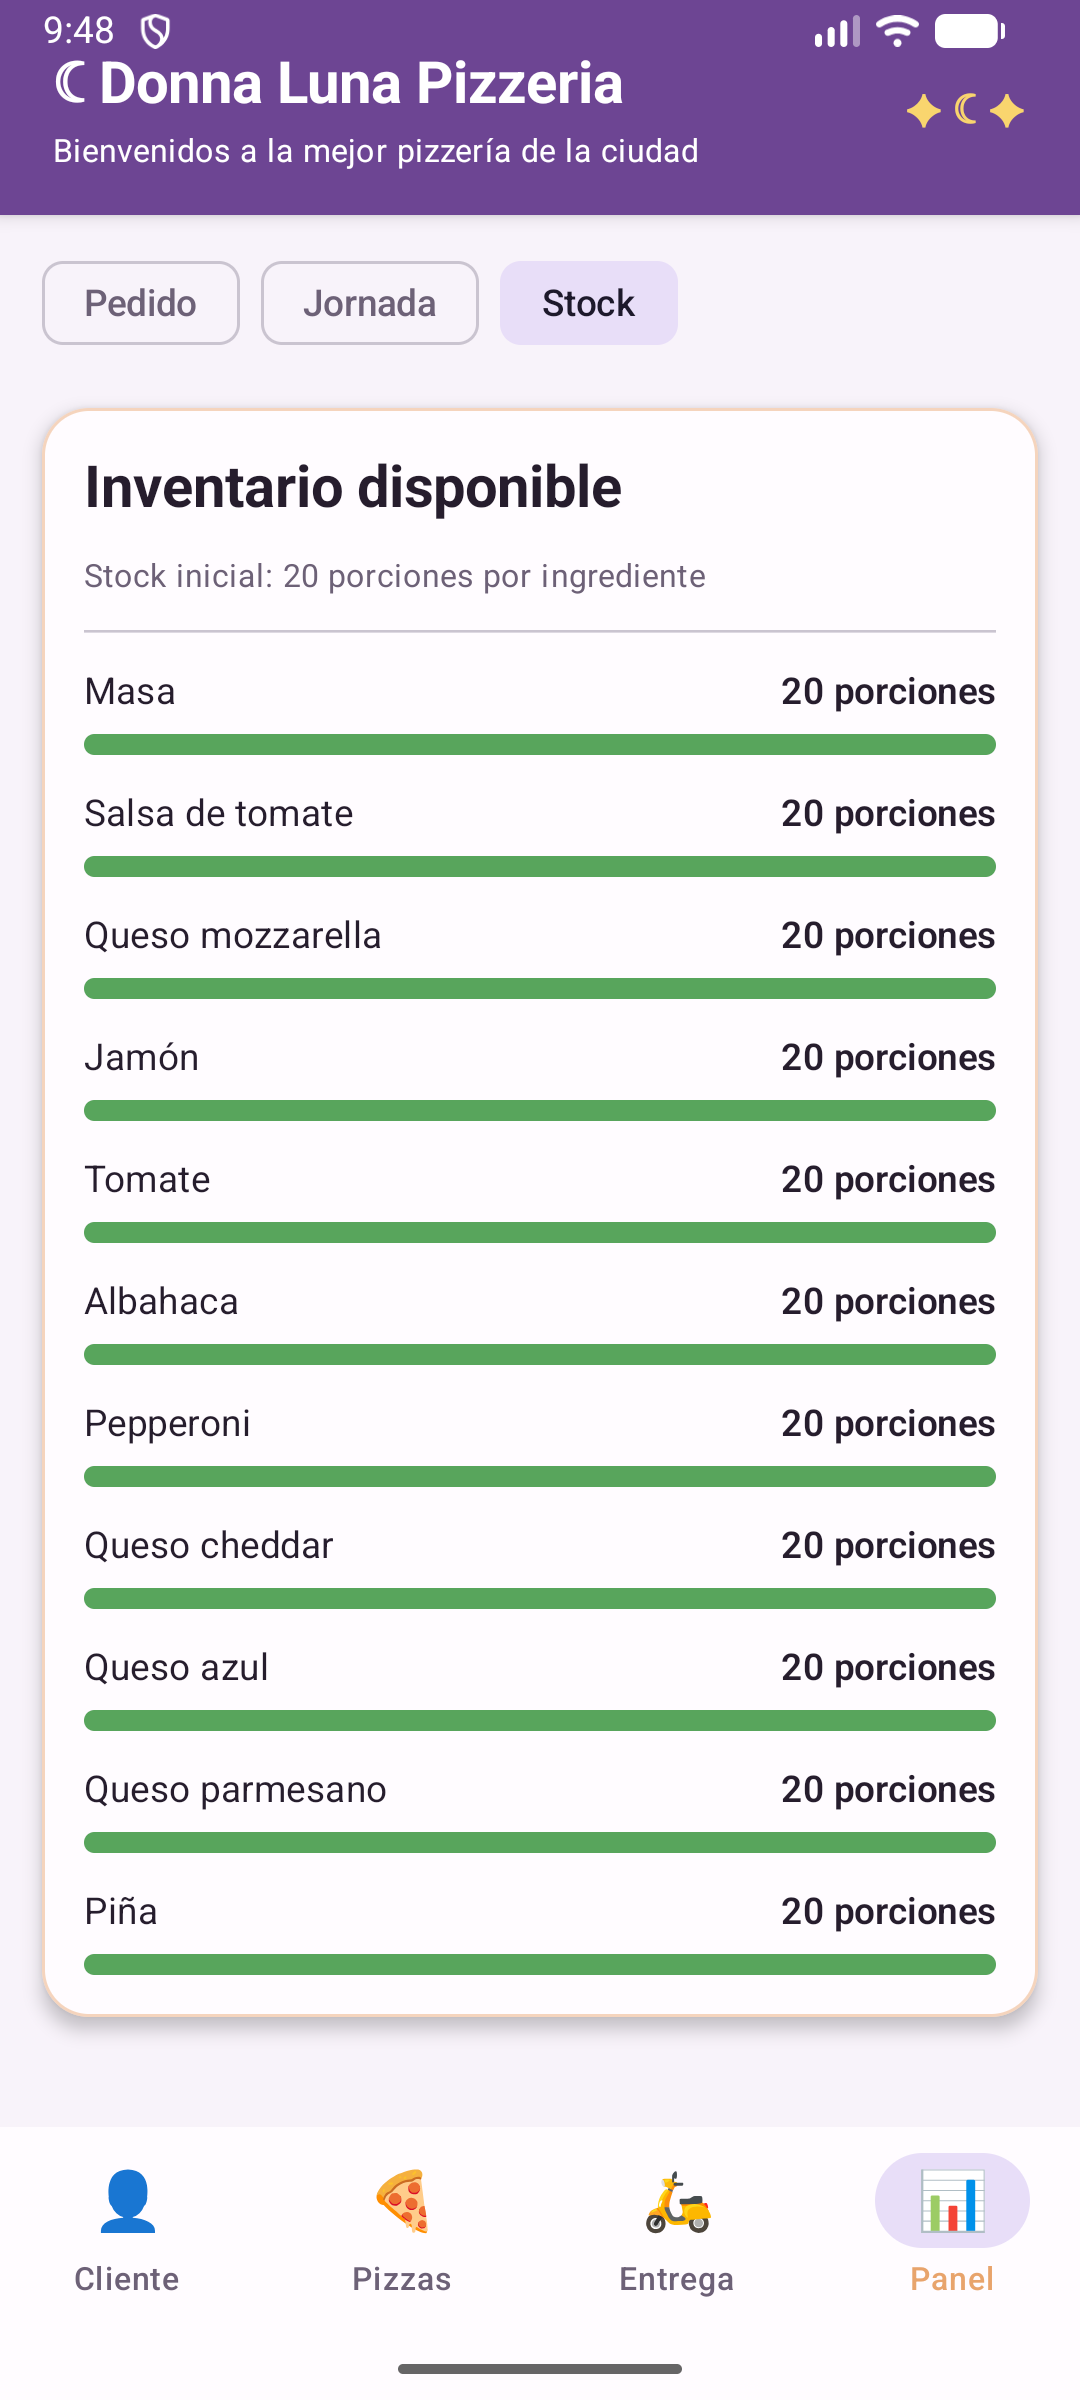 9:48
Donna Luna Pizzeria
Bienvenidos a la mejor pizzería de la ciudad
Pedido
Jornada
Stock
Inventario disponible
Stock inicial: 20 porciones por ingrediente
Masa 20 porciones
Salsa de tomate 20 porciones
Queso mozzarella 20 porciones
Jamón 20 porciones
Tomate 20 porciones
Albahaca 20 porciones
Pepperoni 20 porciones
Queso cheddar 20 porciones
Queso azul 20 porciones
Queso parmesano 20 porciones
Piña 20 porciones
Cliente
Pizzas
Entrega
Panel